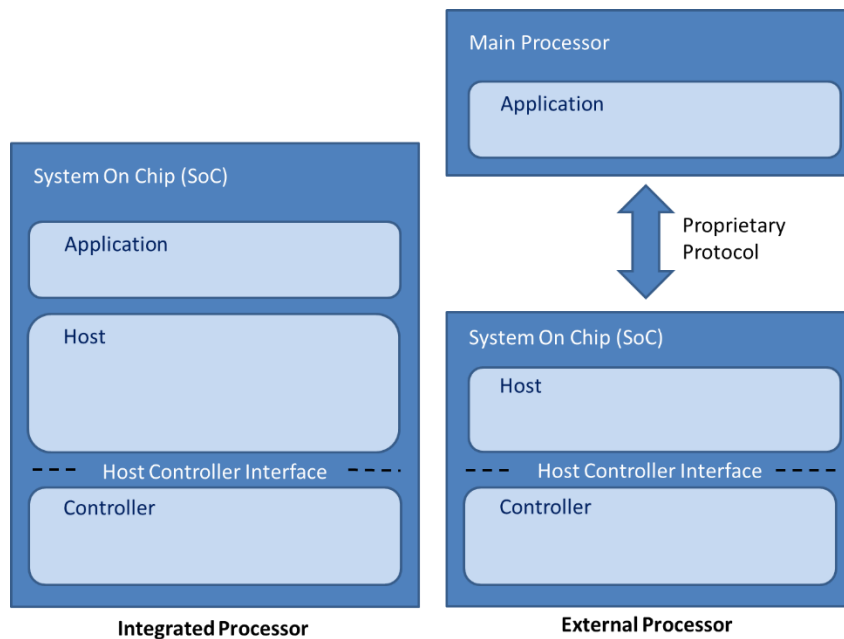 System On Chip (SoC)
Application
Host
Host Controller Interface
Controller
Integrated Processor
Main Processor
Application
Proprietary
Protocol
System On Chip (SoC)
Host
Host Controller Interface
Controller
External Processor